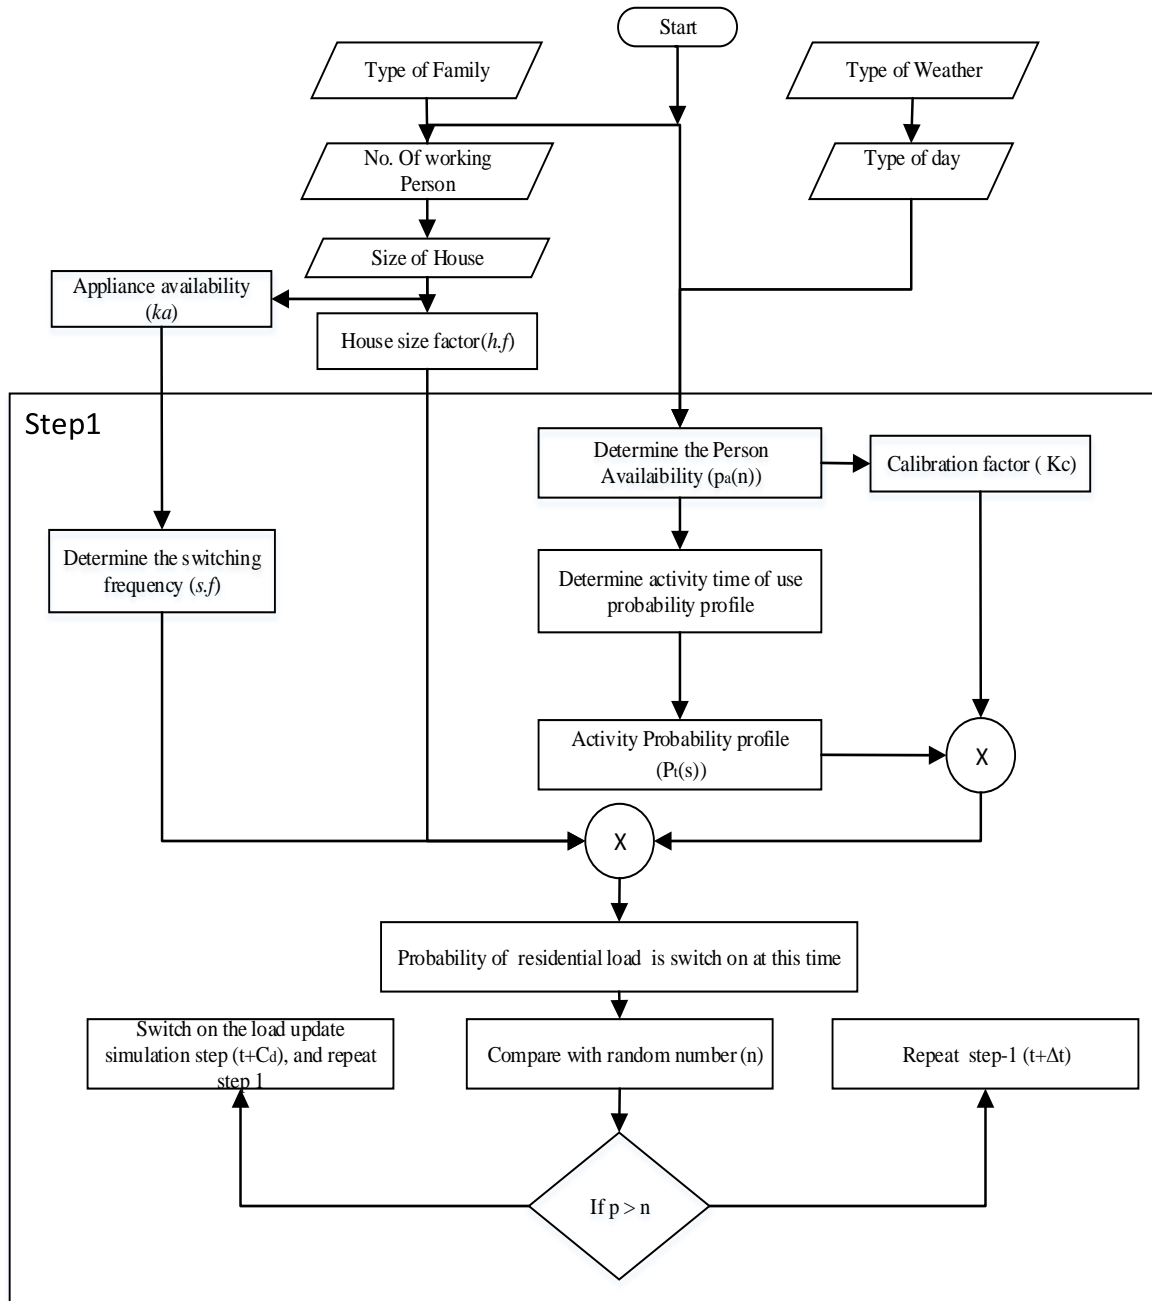 Start
Type of Family
Type of Weather
No. Of working
Person
Type of day
Size of House
Appliance availability
(ka)
House size factor(h.f)
Step1
Determine the Person
Availaibility (pa(n))
Calibration factor ( Kc)
Determine the switching
frequency (s.f)
Determine activity time of use
probability profile
Activity Probability profile
(Pt(s))
X
X
Probability of residential load is switch on at this time
Switch on the load update
simulation step (t+Cd), and repeat
step 1
Compare with random number (n)
Repeat step-1 (t+Δt)
If p > n